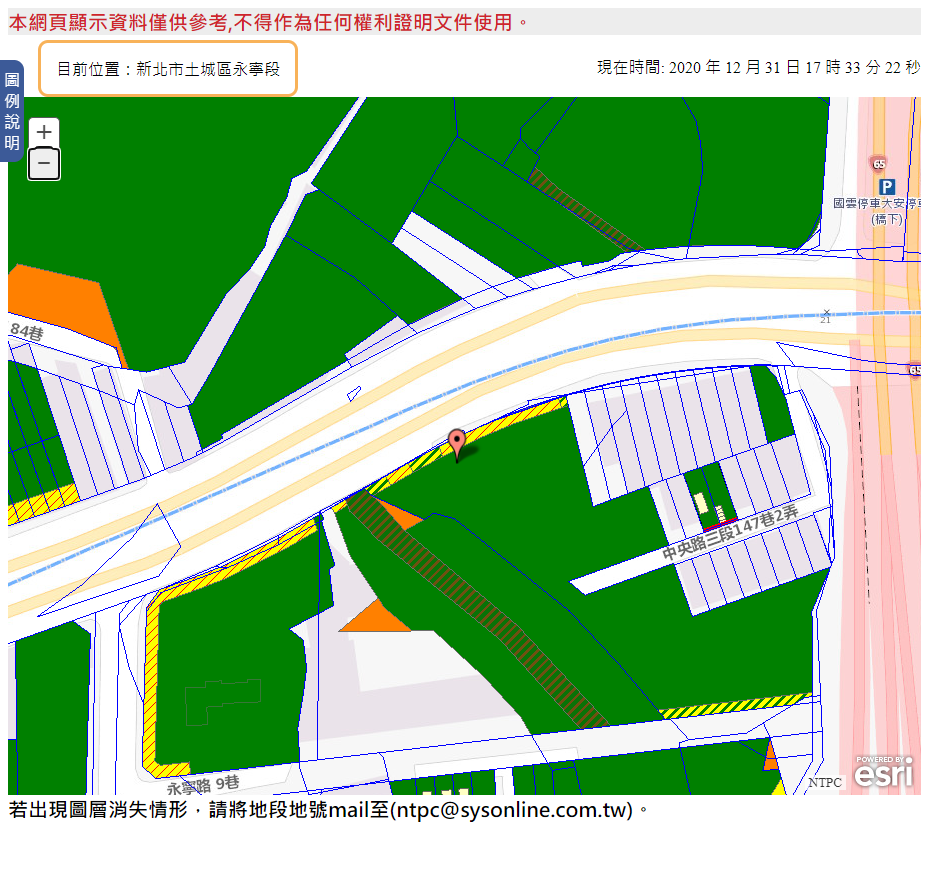 本網頁顯示資料僅供參考,不得作為任何權利證明文件使用。
目前位置：新北市土城區永寧段
現在時間: 2020 年 12 月 31 日 17 時 33 分 22 秒
圖例說明
+
−
65
P
國雲停車大安停車
(橋下)
84巷
21
65
中央路三段147巷2弄
永寧路 9巷
POWERED BY
esri
NTPC
若出現圖層消失情形，請將地段地號mail至(ntpc@sysonline.com.tw)。